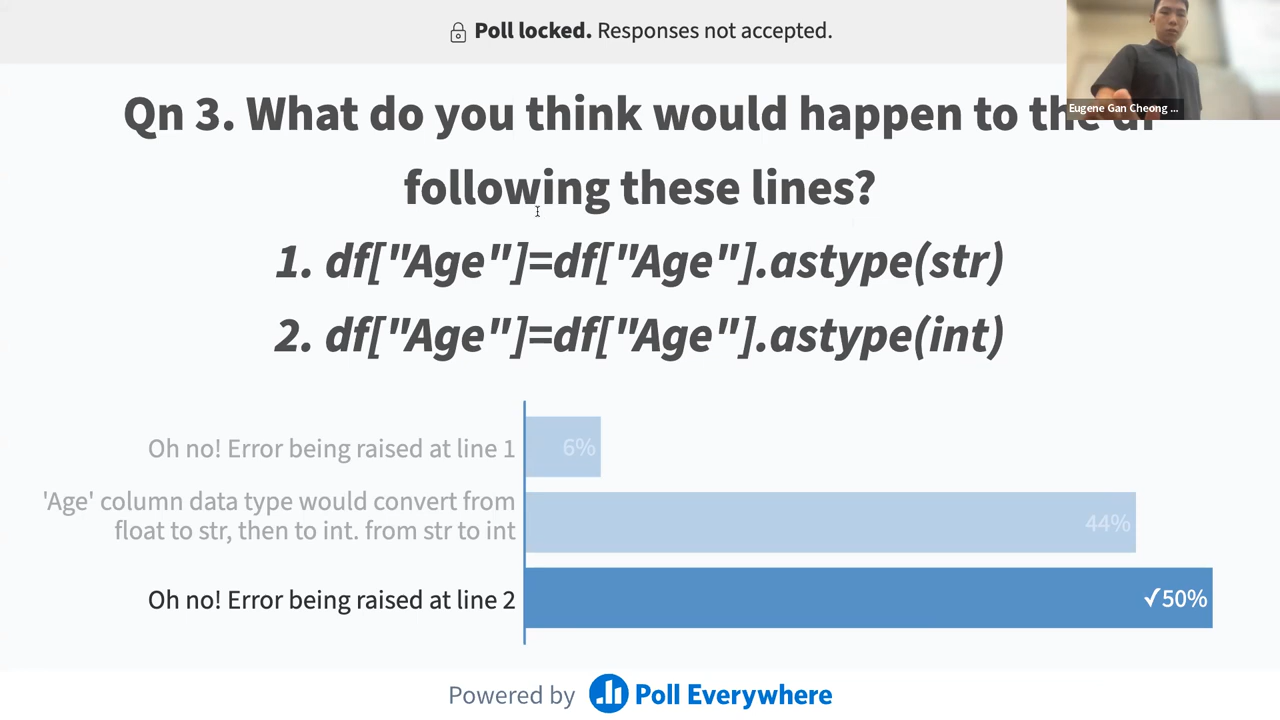 Poll locked. Responses not accepted.
Eugene Gan Cheong ...
Qn 3. What do you think would happen to the df
following these lines?
1. df["Age"]=df["Age"].astype(str)
2. df["Age"]=df["Age"].astype(int)
Oh no! Error being raised at line 1
6%
'Age' column data type would convert from
float to str, then to int. from str to int
44%
Oh no! Error being raised at line 2
✓50%
Powered by Poll Everywhere